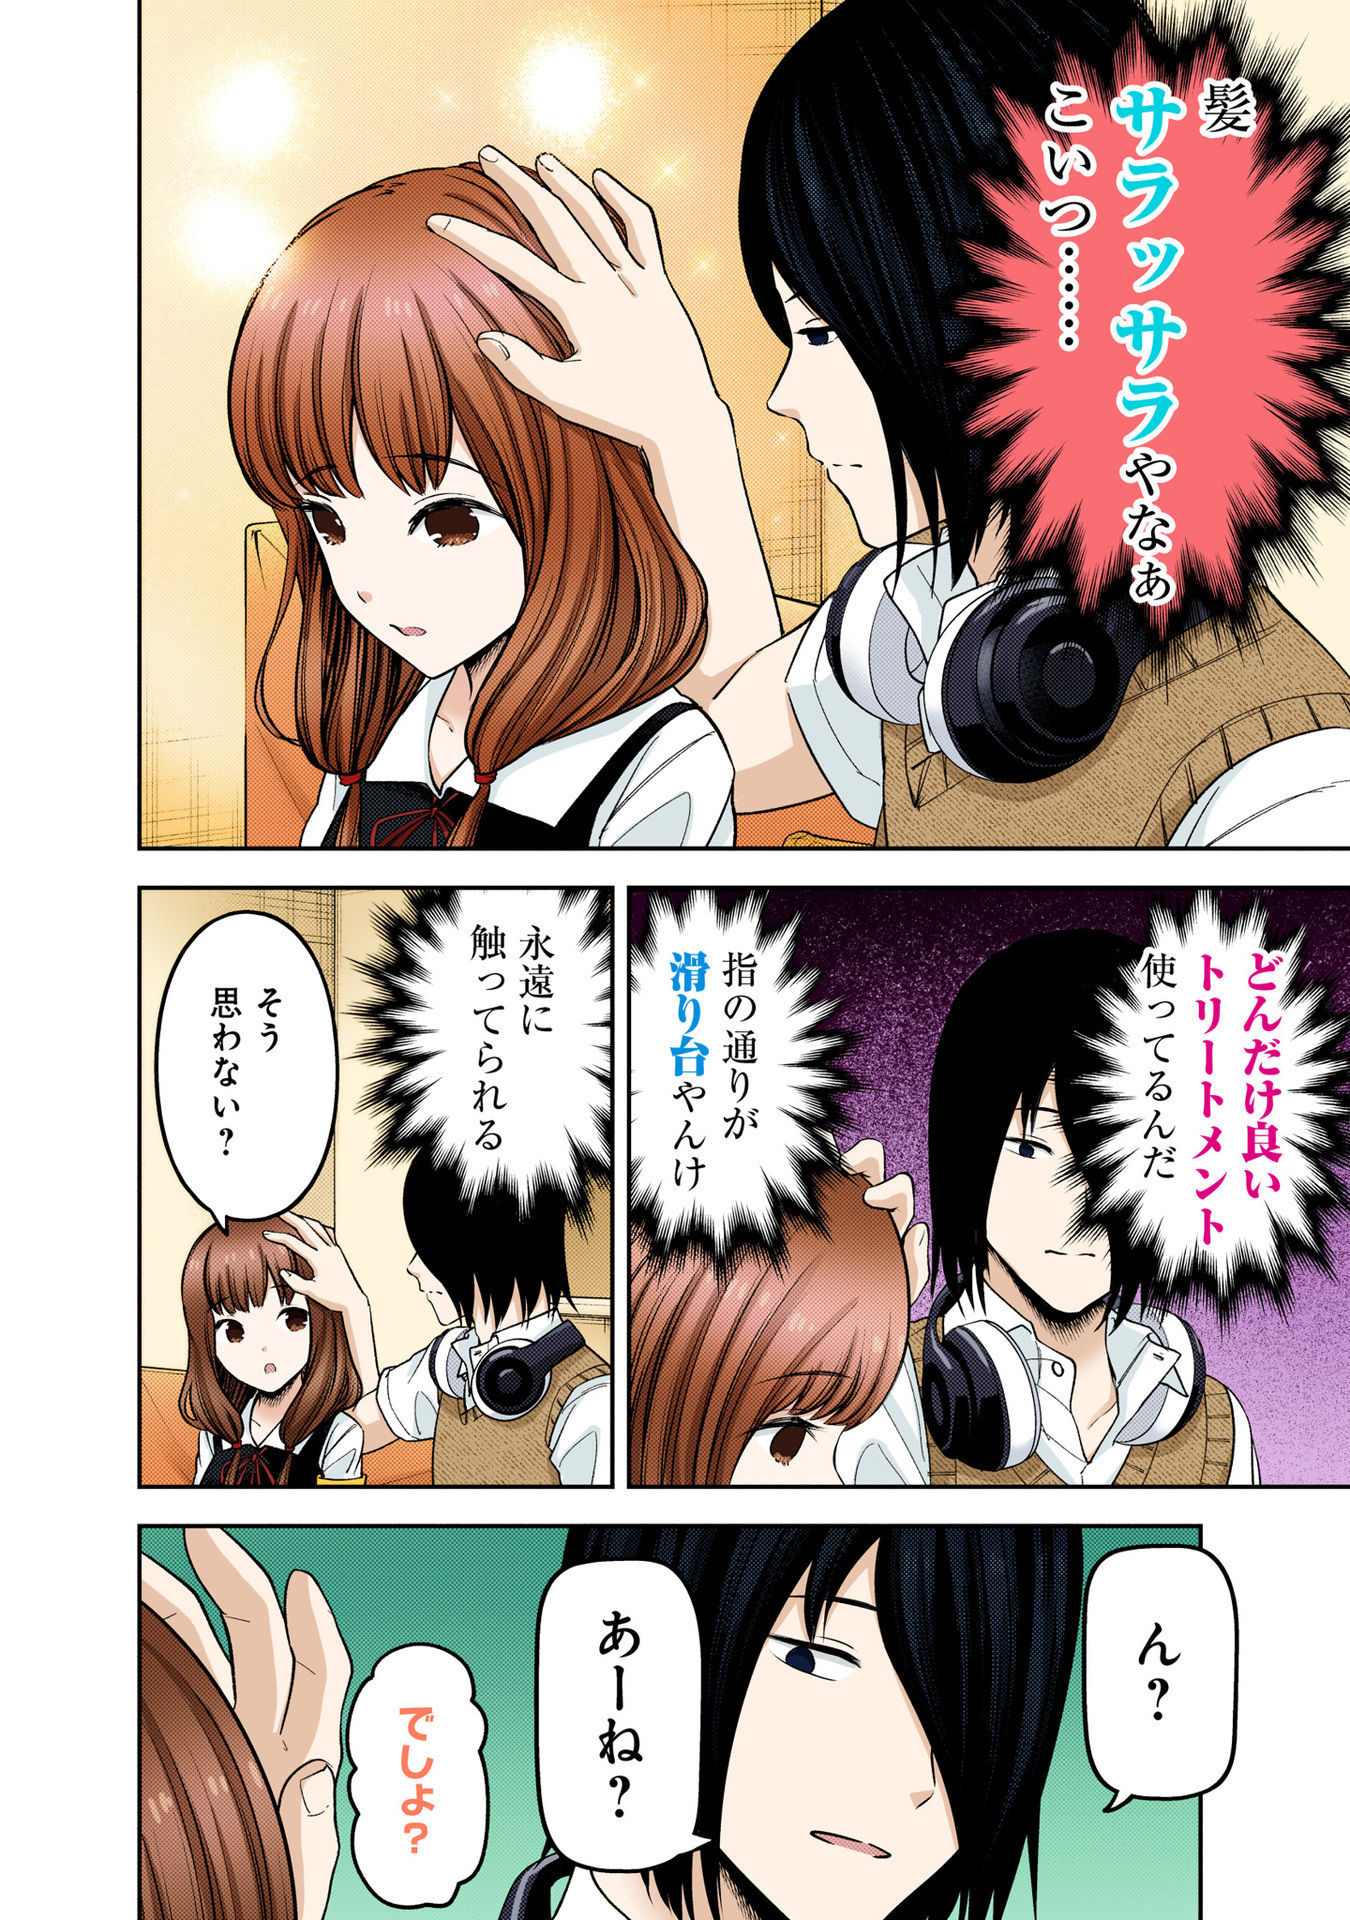 髪
サラッサラやなぁ
こいつ……
どんだけ良い
トリートメント
使ってるんだ
指の通りが
滑り台やんけ
永遠に
触ってられる
そう
思わない？
ん？
あーね？
でしょ？